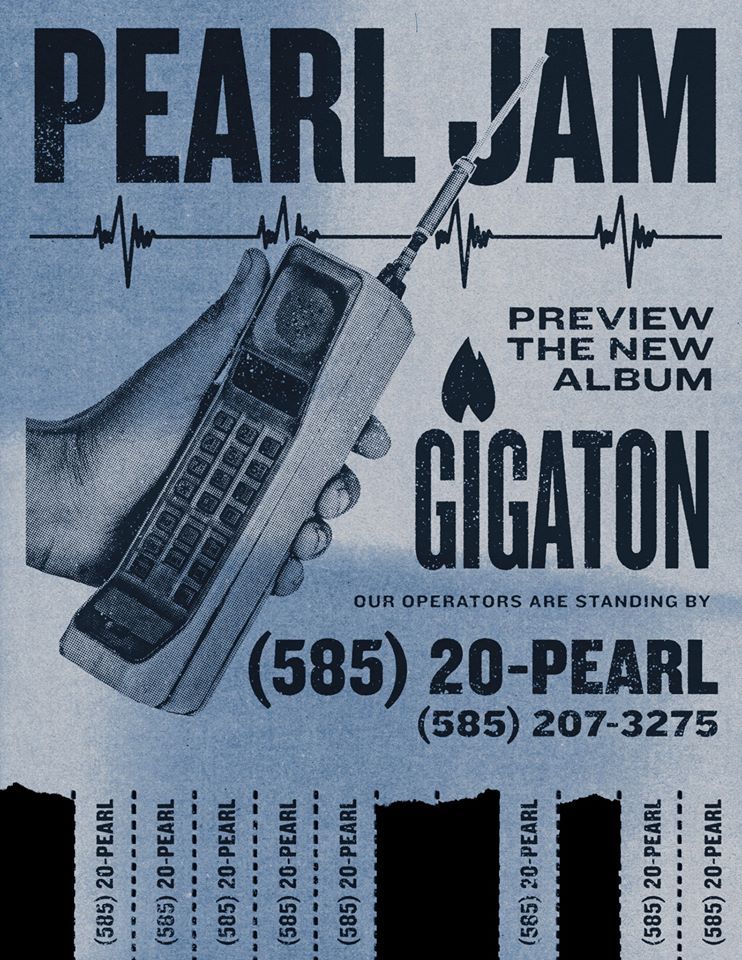 PEARL JAM
PREVIEW
THE NEW
ALBUM
GIGATON
OUR OPERATORS ARE STANDING BY
(585) 20-PEARL
(585) 207-3275
(585) 20-PEARL
(585) 20-PEARL
(585) 20-PEARL
(585) 20-PEARL
(585) 20-PEARL
(585) 20-PEARL
(585) 20-PEARL
(585) 20-PEARL